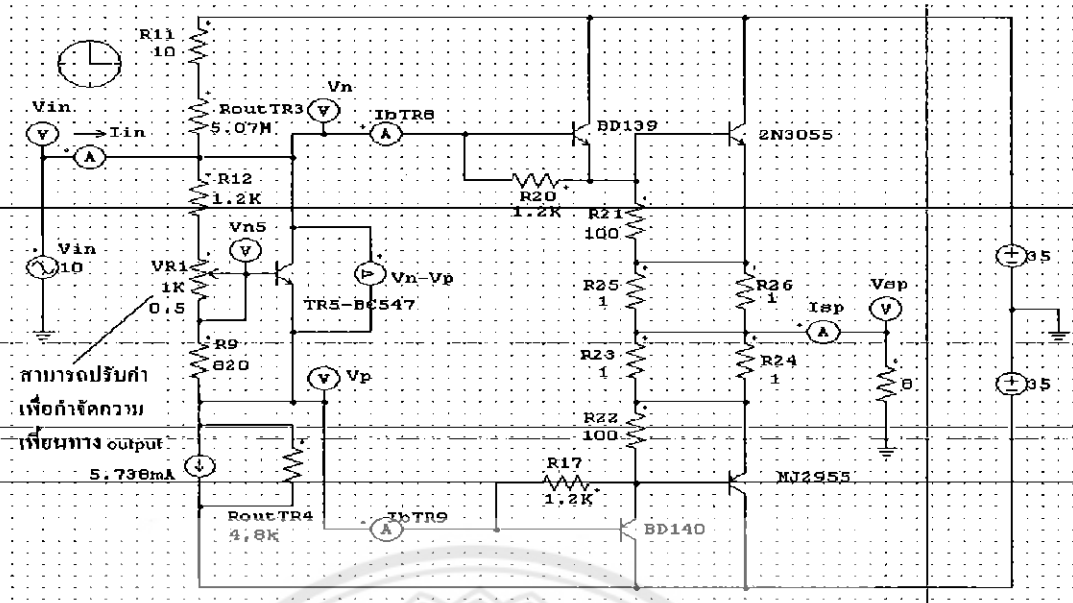 R11
10
Vin
Iin
RoutTR3
5.07M
Vn
IbTR8
BD139
2N3055
R12
1.2K
R20
1.2K
R21
100
Vin
10
Vn5
VR1
1K
0.5
TR5-BC547
Vn-Vp
R25
1
R26
1
Isp
Vsp
35
R9
820
Vp
R23
1
R24
1
8
35
สามารถปรับค่า
เพื่อกำจัดความ
เพี้ยนทาง output
5.738mA
RoutTR4
4.8K
R22
100
R17
1.2K
MJ2955
IbTR9
BD140